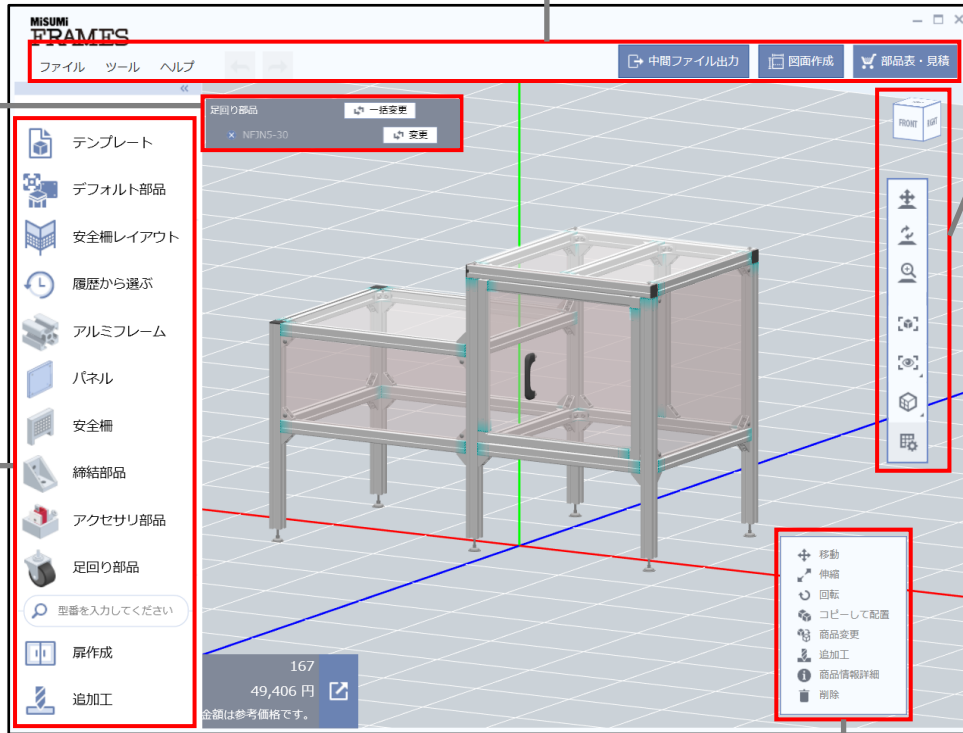 MiSUMi
FRAMES
ファイル ツール ヘルプ
中間ファイル出力 図面作成 部品表・見積
足回り部品 一括変更
NFJN5-30 変更
FRONT
テンプレート
デフォルト部品
安全柵レイアウト
履歴から選ぶ
アルミフレーム
パネル
安全柵
締結部品
アクセサリ部品
足回り部品
型番を入力してください
扉作成
追加工
移動
伸縮
回転
コピーして配置
商品変更
追加工
商品情報詳細
削除
167
49,406 円
金額は参考価格です。